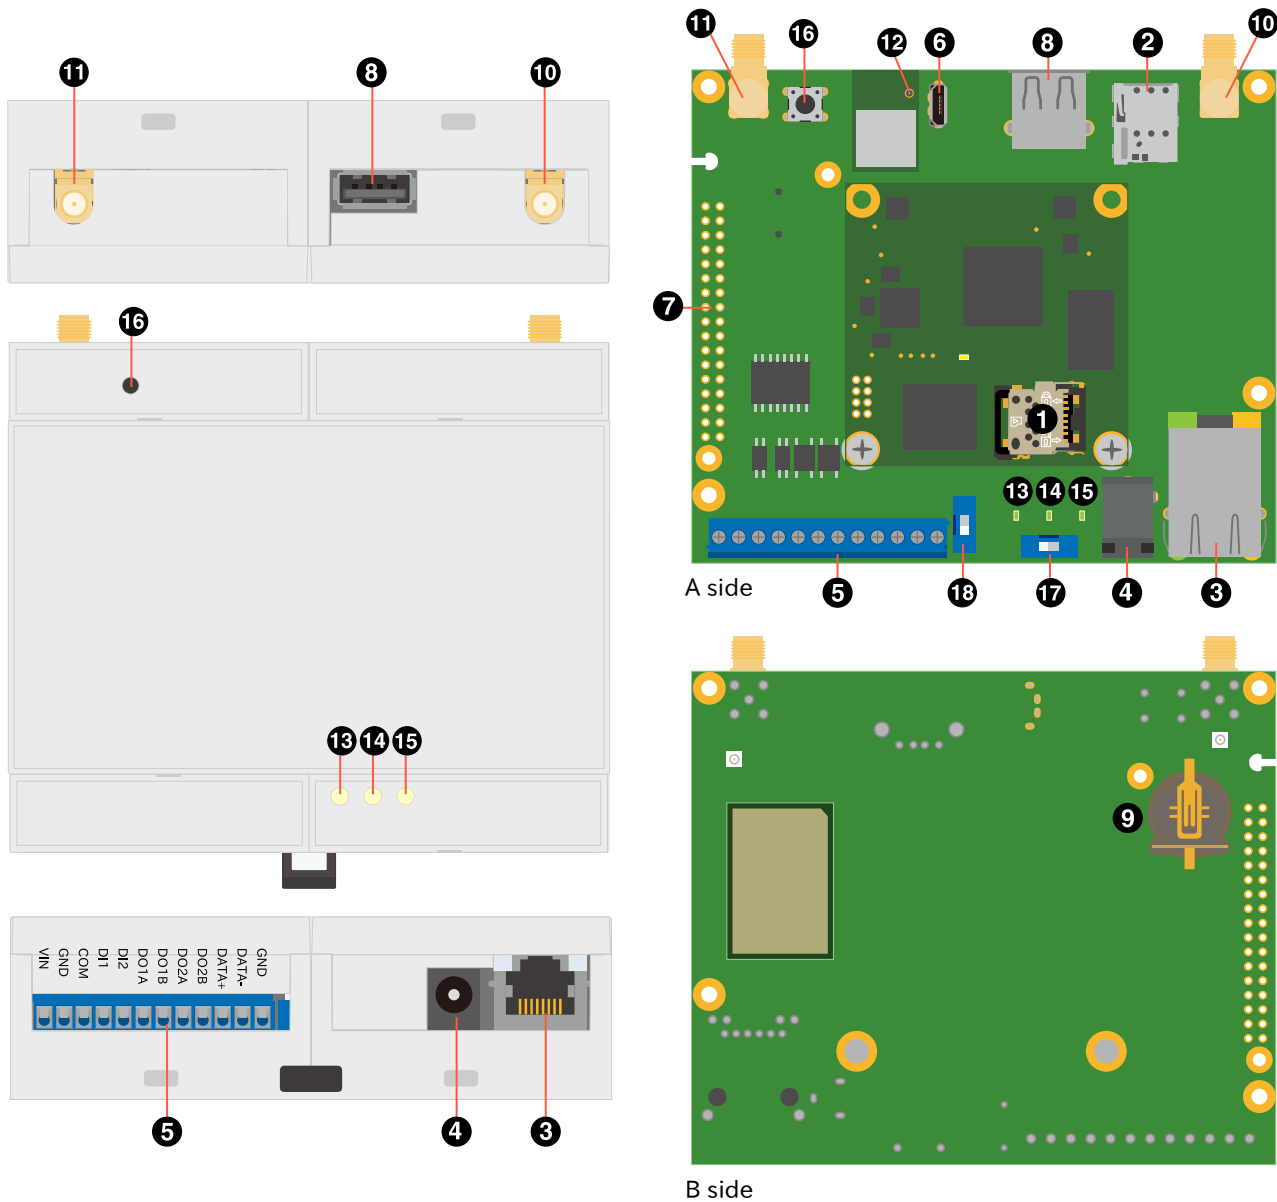 11 8 10
16
13 14 15
VIN GND COM DI1 DI2 DO1A DO1B DO2A DO2B DATA+ DATA- GND
5 4 3
11 16 12 6 8 2 10
7
1
13 14 15
5 18 17 4 3
A side
9
B side